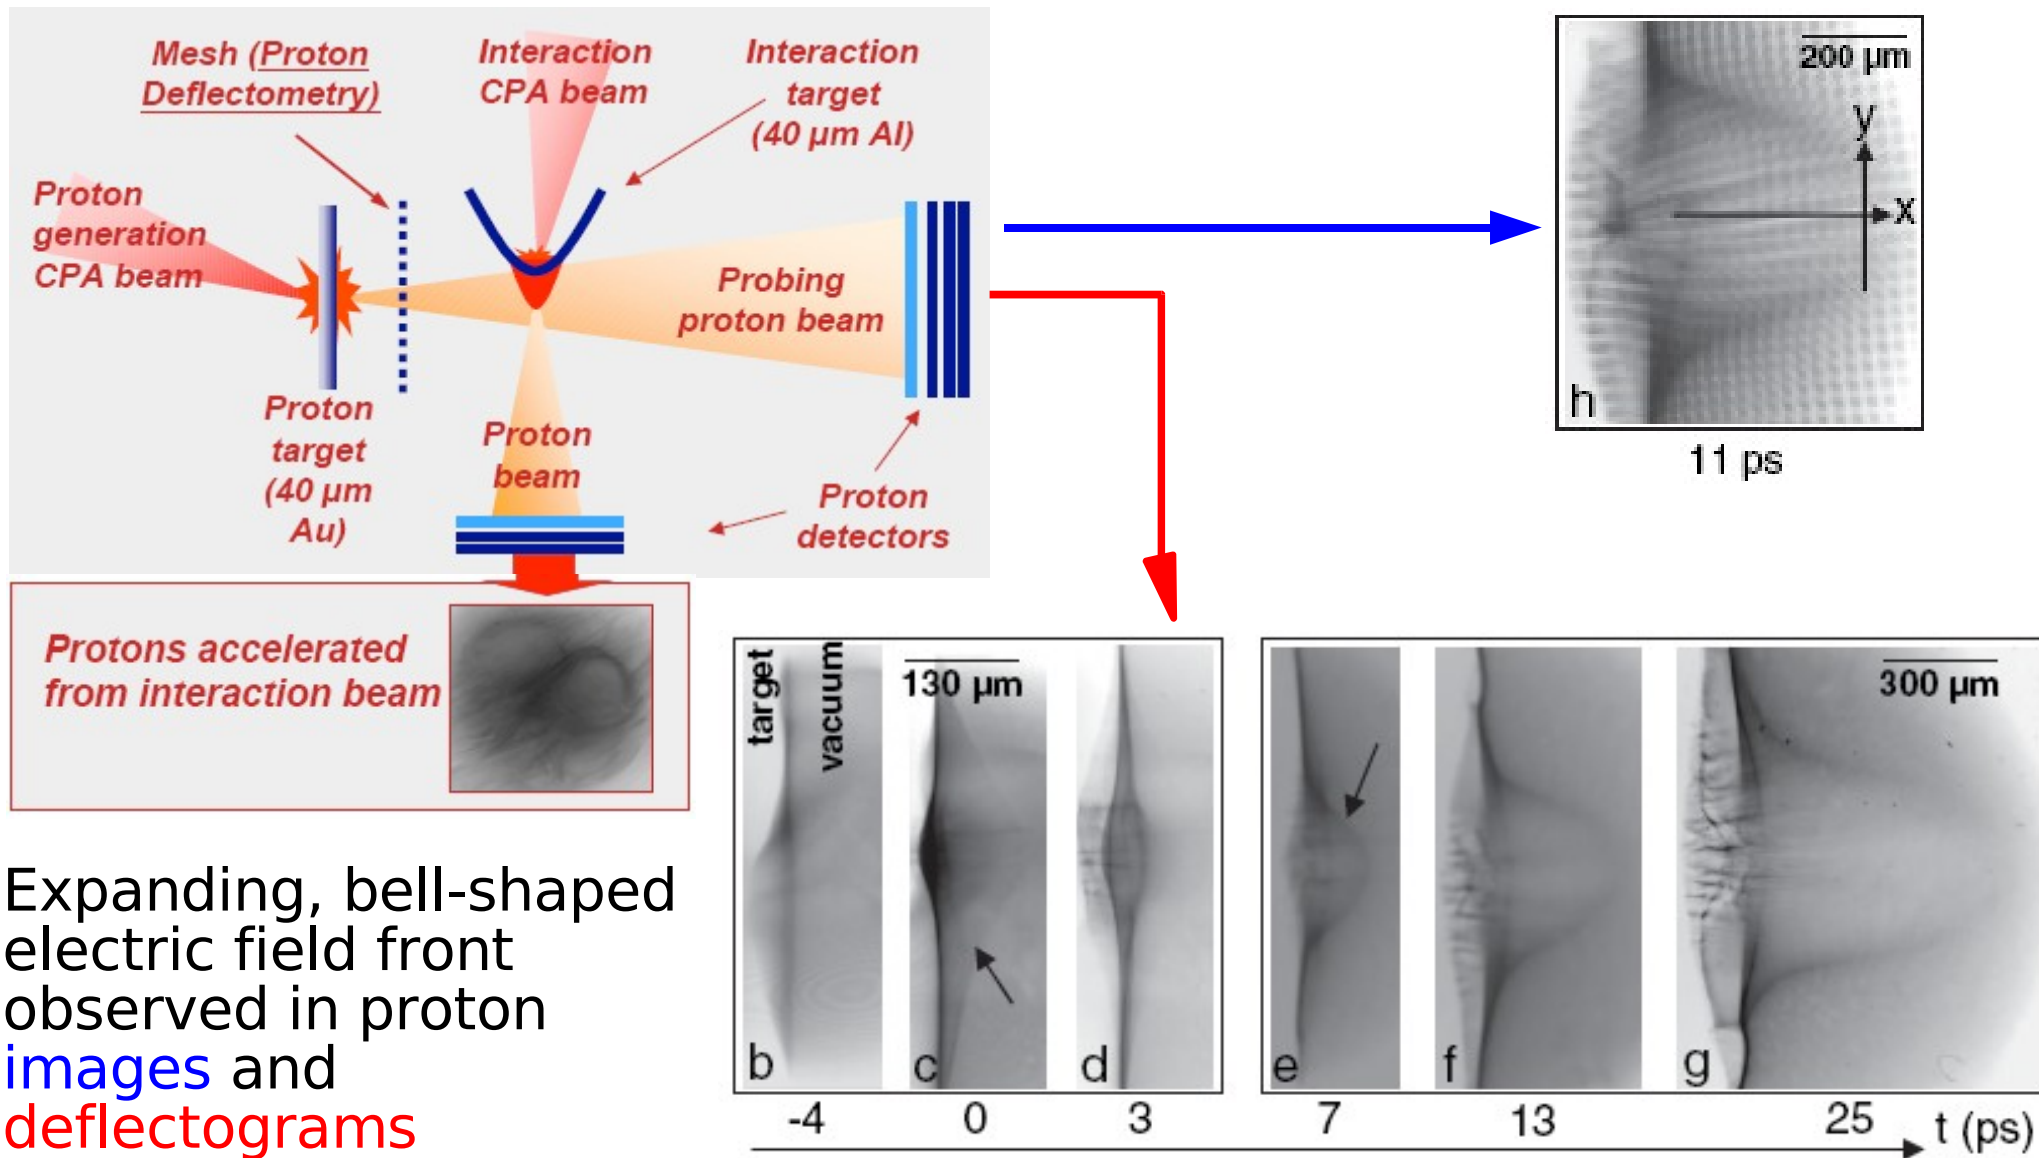 Mesh (Proton
Deflectometry)
Interaction
CPA beam
Interaction
target
(40 µm Al)
Proton
generation
CPA beam
Probing
proton beam
Proton
target
(40 µm
Au)
Proton
beam
Proton
detectors
Protons accelerated
from interaction beam
200 µm
y
x
h
11 ps
Expanding, bell-shaped
electric field front
observed in proton
images and
deflectograms
target
vacuum
130 µm
300 µm
b
c
d
e
f
g
-4
0
3
7
13
25
t (ps)